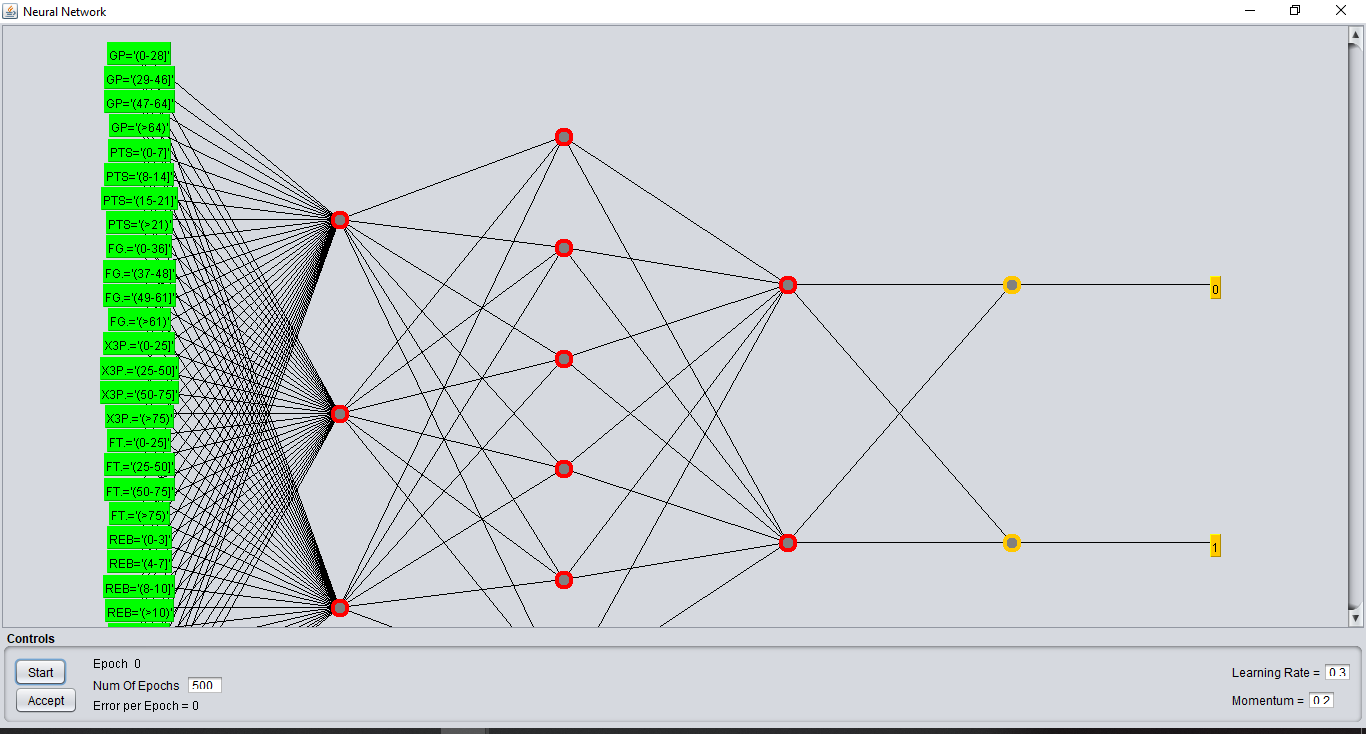 Neural Network
GP='(0-28]'
GP='(29-46]'
GP='(47-64]'
GP='(>64)'
PTS='(0-7]'
PTS='(8-14]'
PTS='(15-21]'
PTS='(>21)'
FG.='(0-36]'
FG.='(37-48]'
FG.='(49-61]'
FG.='(>61)'
X3P.='(0-25]'
X3P.='(25-50]'
X3P.='(50-75]'
X3P.='(>75)'
FT.='(0-25]'
FT.='(25-50]'
FT.='(50-75]'
FT.='(>75)'
REB='(0-3]'
REB='(4-7]'
REB='(8-10]'
REB='(>10)'
0
1
Controls
Start
Accept
Epoch 0
Num Of Epochs 500
Error per Epoch = 0
Learning Rate = 0.3
Momentum = 0.2